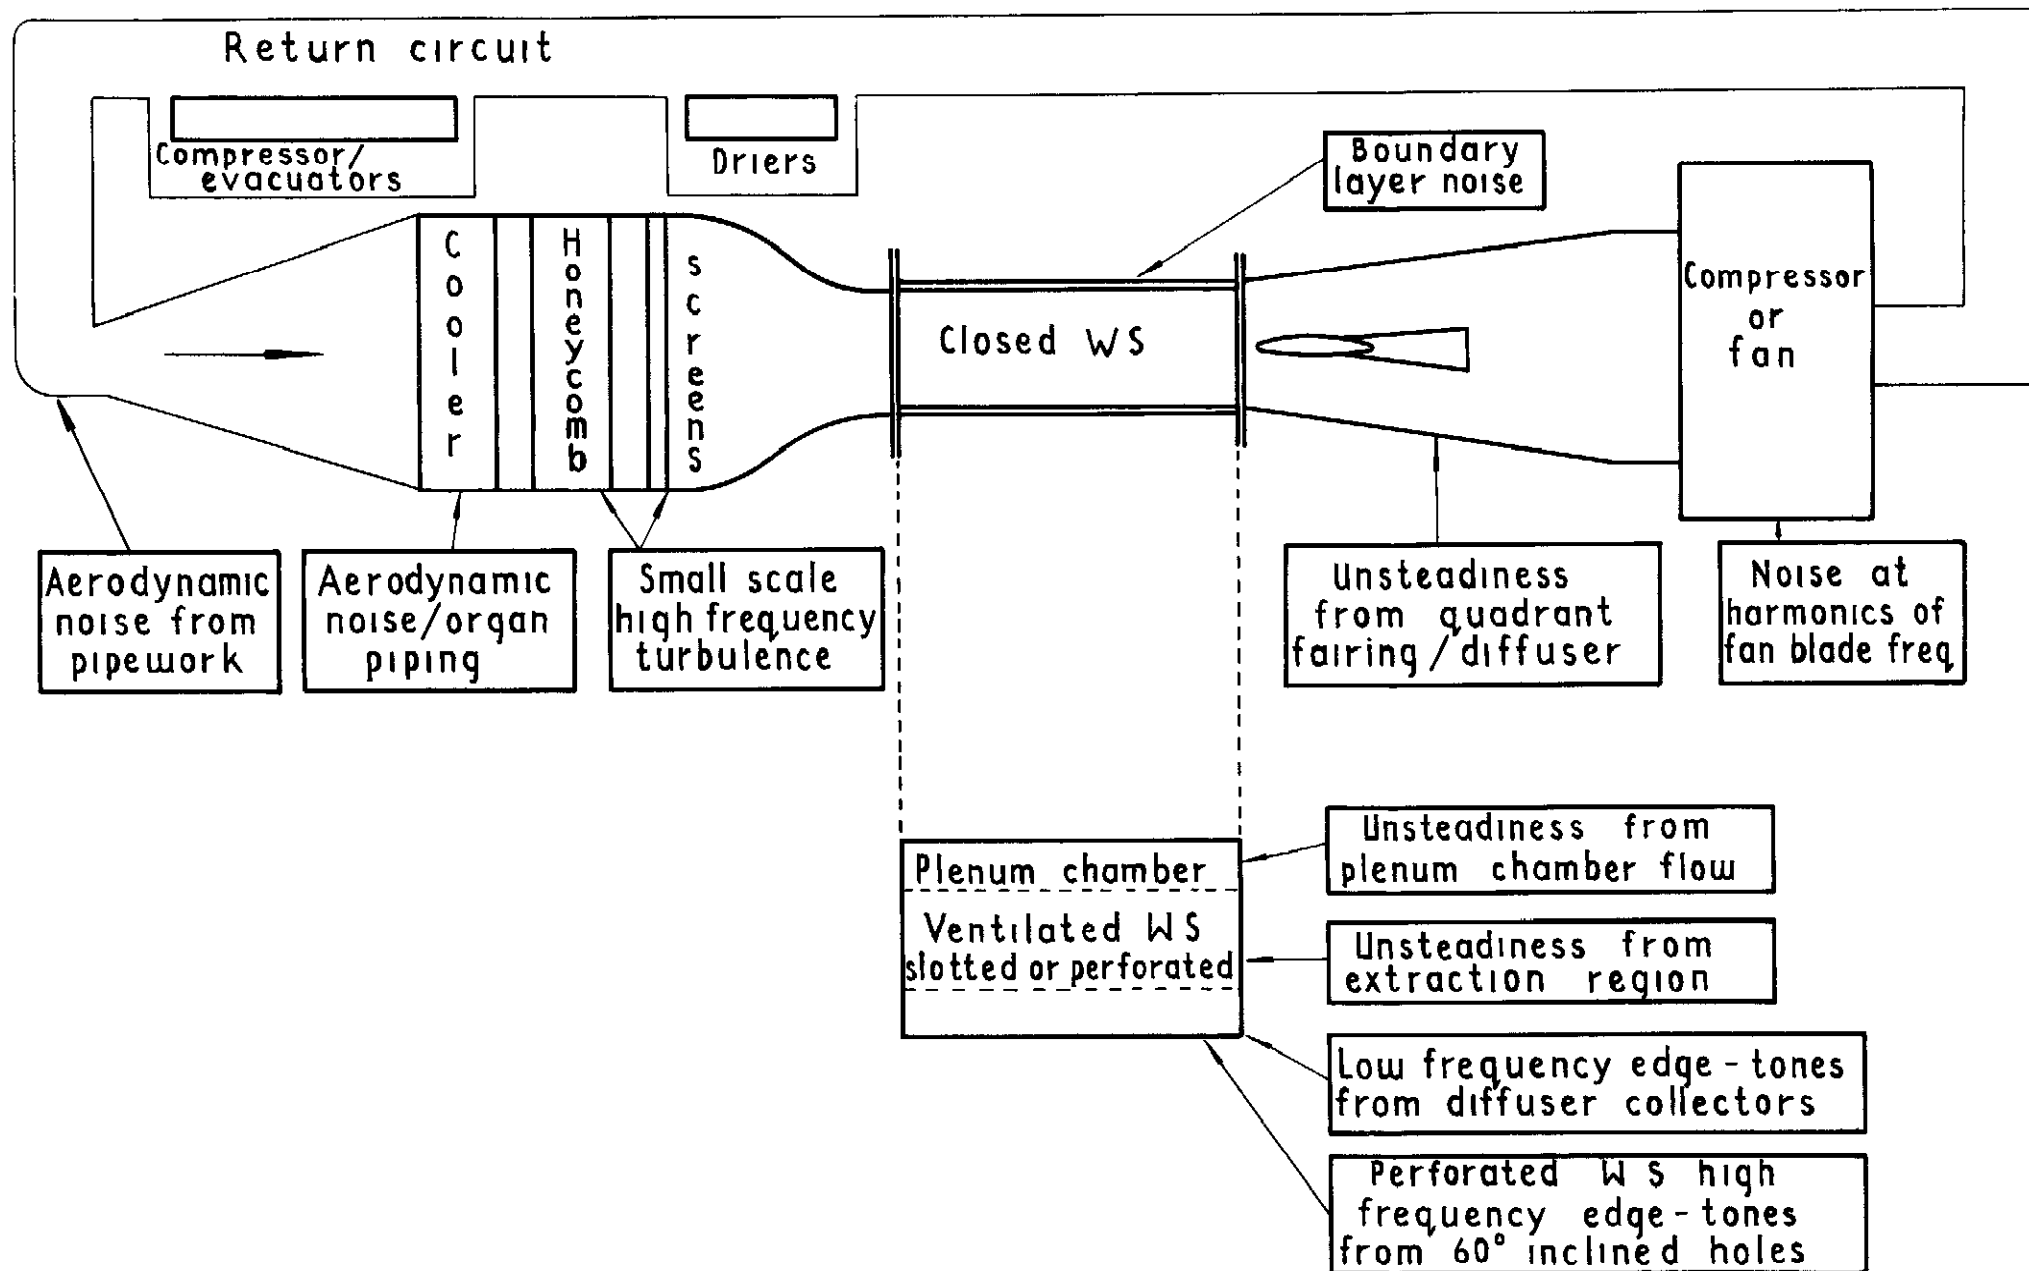 Return circuit
Compressor/
evacuators
Driers
Boundary
layer noise
Cooler
Honeycomb
screens
Closed WS
Compressor
or
fan
Aerodynamic
noise from
pipework
Aerodynamic
noise/organ
piping
Small scale
high frequency
turbulence
Unsteadiness
from quadrant
fairing/diffuser
Noise at
harmonics of
fan blade freq
Plenum chamber
Ventilated WS
slotted or perforated
Unsteadiness from
plenum chamber flow
Unsteadiness from
extraction region
Low frequency edge-tones
from diffuser collectors
Perforated WS high
frequency edge-tones
from 60° inclined holes